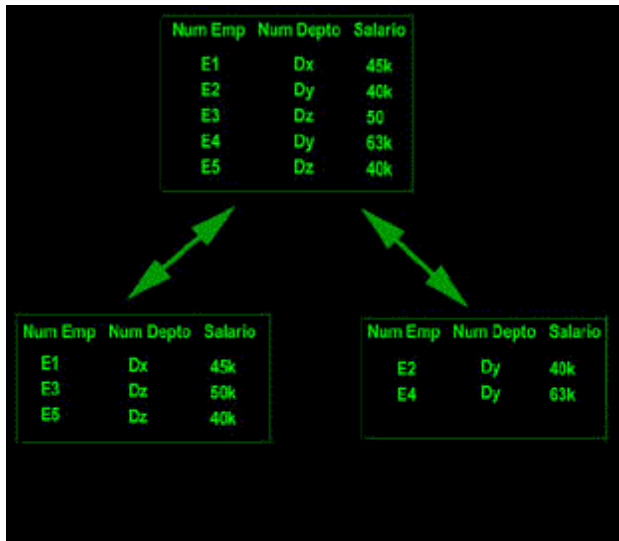 Num Emp Num Depto Salario
E1 Dx 45k
E2 Dy 40k
E3 Dz 50
E4 Dy 63k
E5 Dz 40k
Num Emp Num Depto Salario
E1 Dx 45k
E3 Dz 50k
E5 Dz 40k
Num Emp Num Depto Salario
E2 Dy 40k
E4 Dy 63k